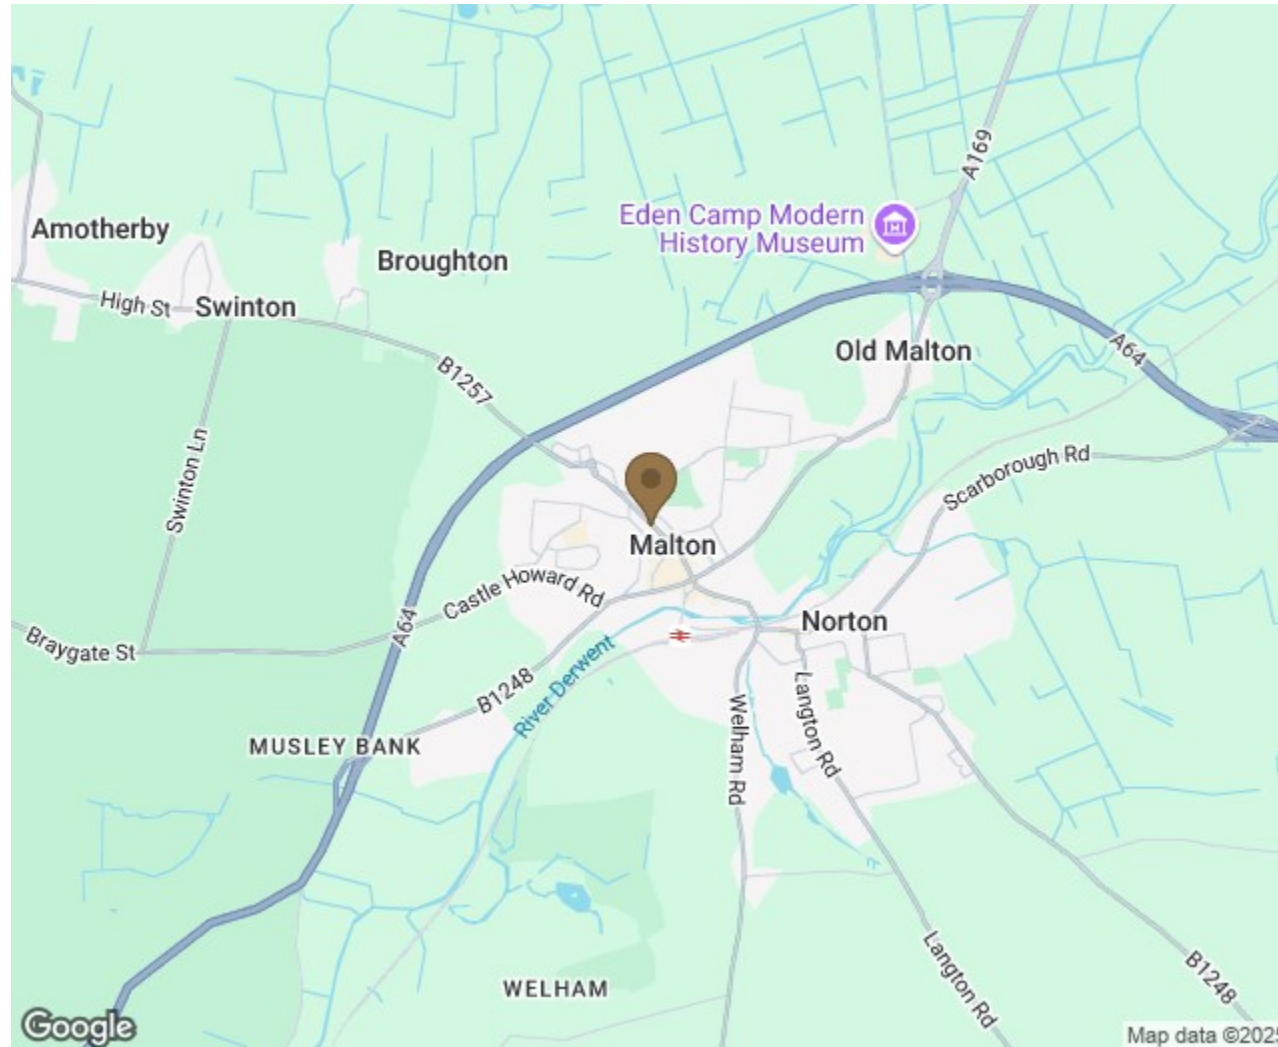 A169
Eden Camp Modern
History Museum
Amotherby
Broughton
High St
Swinton
Old Malton
A64
B1257
Swinton Ln
Scarborough Rd
Malton
Castle Howard Rd
A64
Norton
Braygate St
River Derwent
B1248
Welham Rd
Langton Rd
MUSLEY BANK
Langton Rd
B1248
WELHAM
Google
Map data ©2025